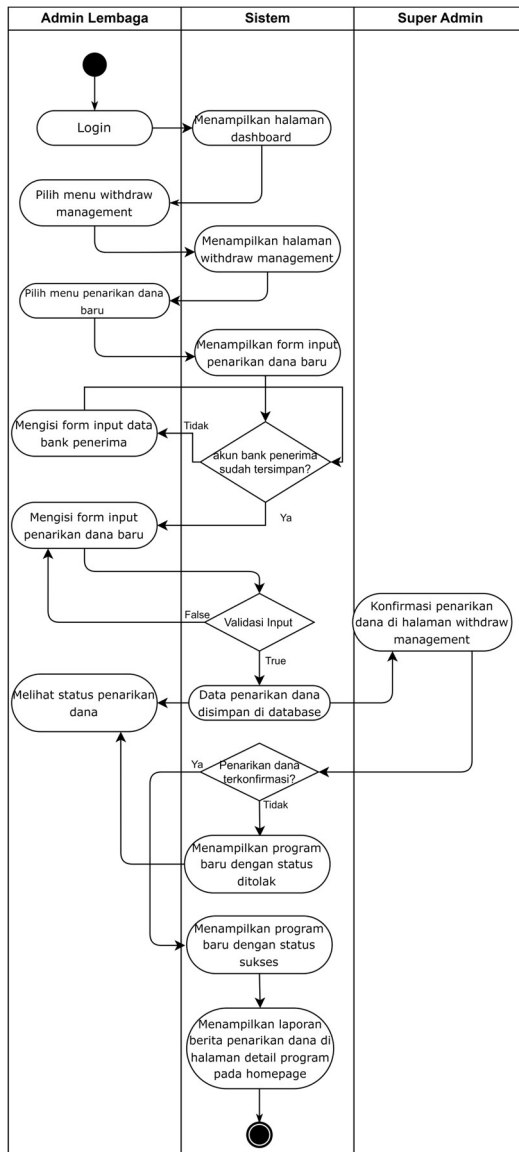 Admin Lembaga
Sistem
Super Admin
Login
Menampilkan halaman
dashboard
Pilih menu withdraw
management
Menampilkan halaman
withdraw management
Pilih menu penarikan dana
baru
Menampilkan form input
penarikan dana baru
Mengisi form input data
bank penerima
Tidak
akun bank penerima
sudah tersimpan?
Ya
Mengisi form input
penarikan dana baru
False
Validasi Input
True
Konfirmasi penarikan
dana di halaman withdraw
management
Melihat status penarikan
dana
Data penarikan dana
disimpan di database
Ya
Penarikan dana
terkonfirmasi?
Tidak
Menampilkan program
baru dengan status
ditolak
Menampilkan program
baru dengan status
sukses
Menampilkan laporan
berita penarikan dana di
halaman detail program
pada homepage